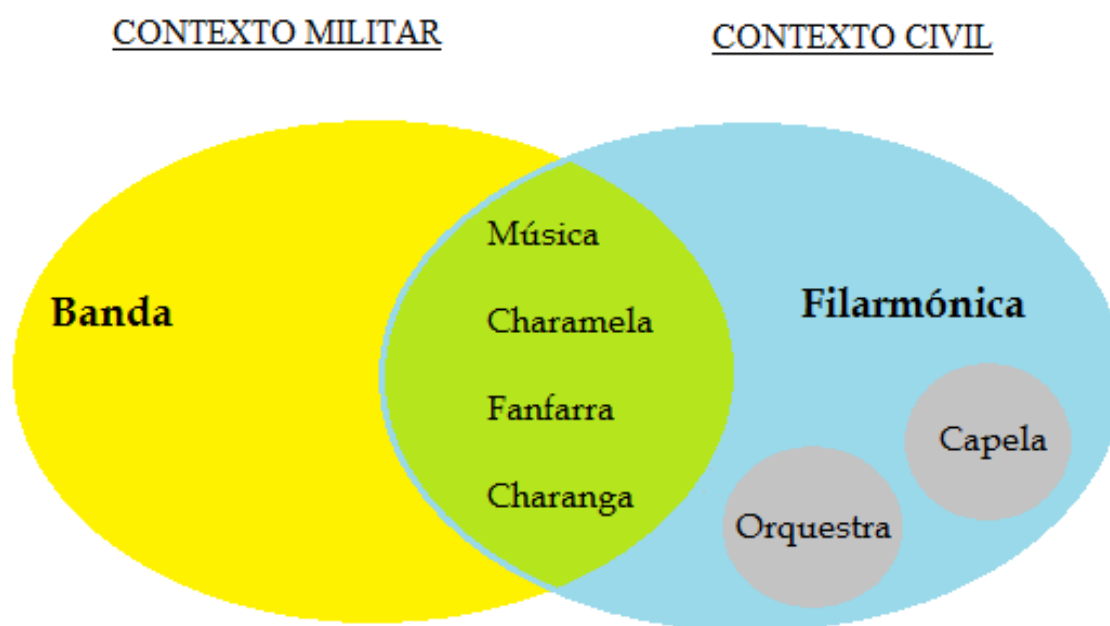 CONTEXTO MILITAR
CONTEXTO CIVIL
Banda
Música
Charamela
Fanfarra
Charanga
Filarmónica
Capela
Orquestra